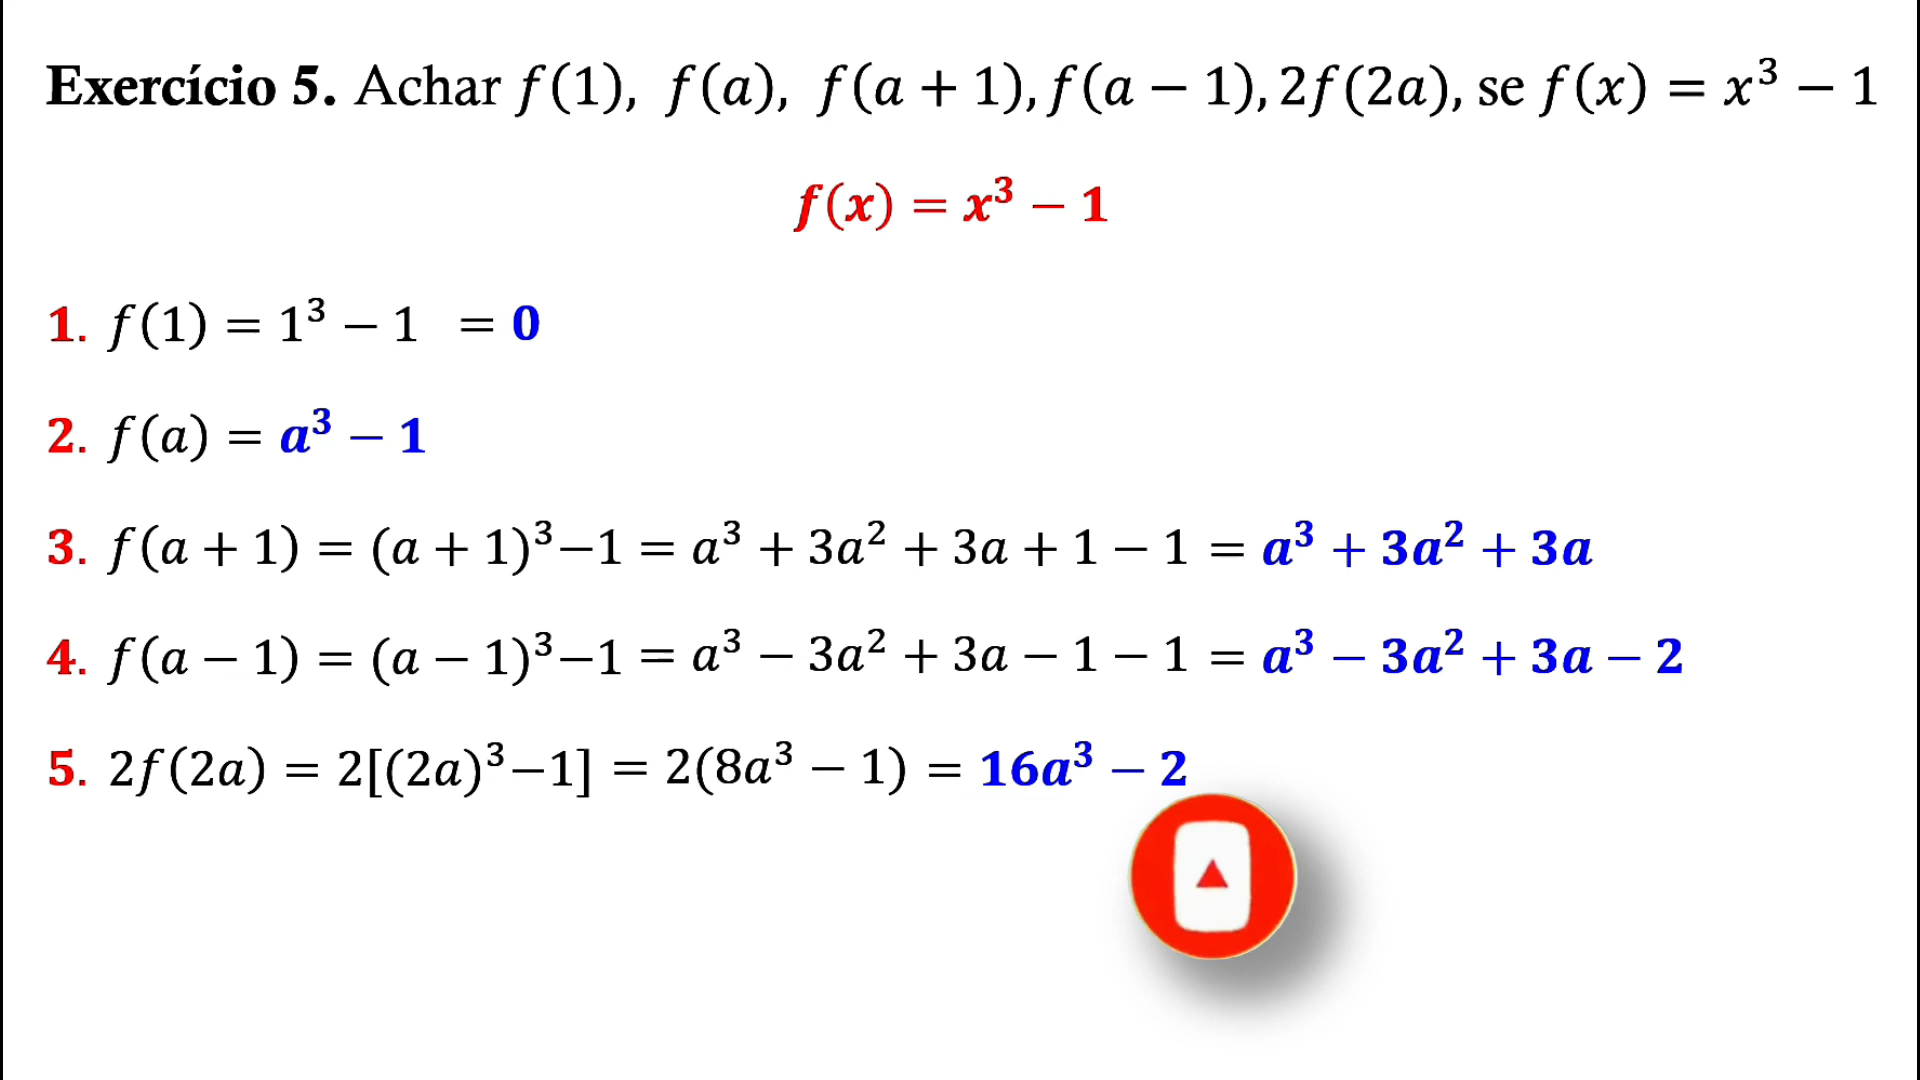 Exercício 5. Achar f(1), f(a), f(a + 1), f(a − 1), 2f(2a), se f(x) = x³ − 1
f(x) = x³ − 1
1. f(1) = 1³ − 1 = 0
2. f(a) = a³ − 1
3. f(a + 1) = (a + 1)³−1 = a³ + 3a² + 3a + 1 − 1 = a³ + 3a² + 3a
4. f(a − 1) = (a − 1)³−1 = a³ − 3a² + 3a − 1 − 1 = a³ − 3a² + 3a − 2
5. 2f(2a) = 2[(2a)³−1] = 2(8a³ − 1) = 16a³ − 2